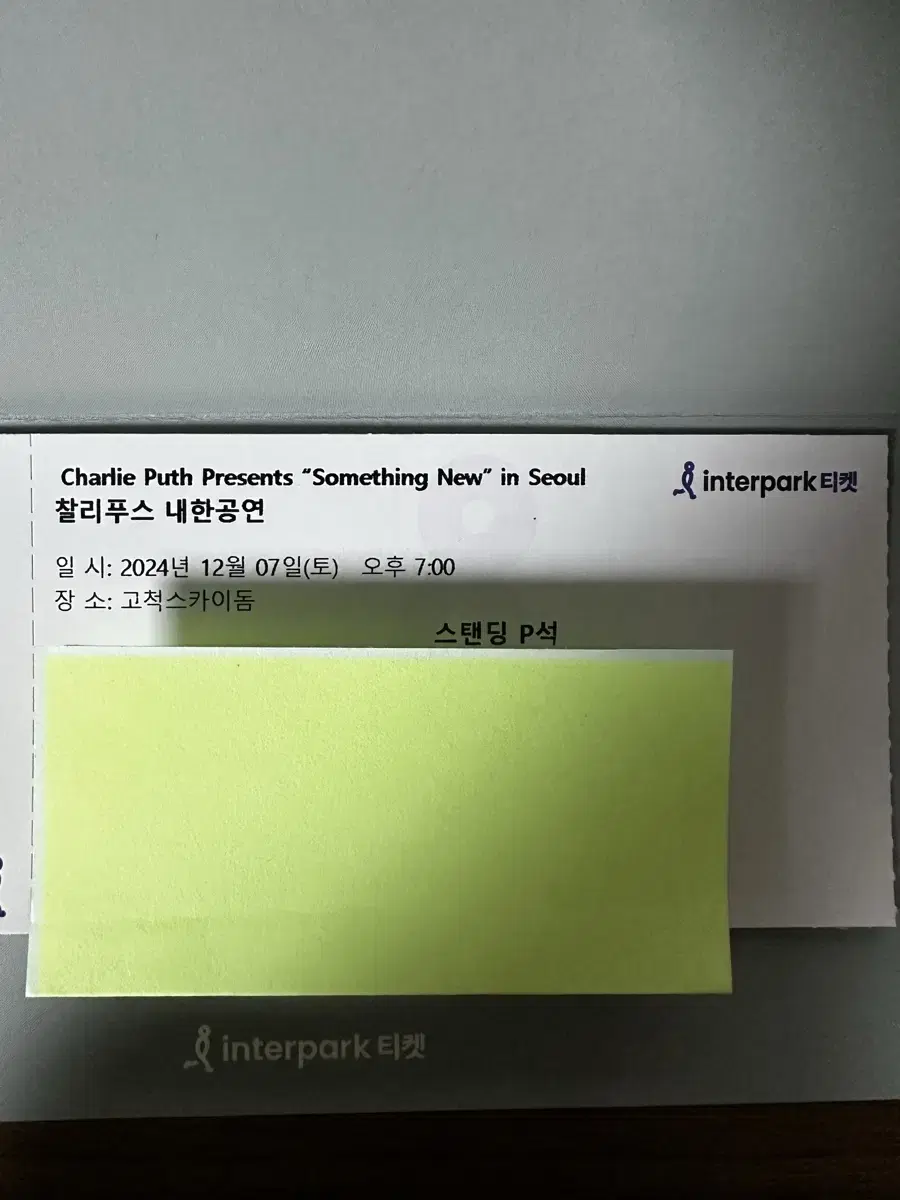 Charlie Puth Presents “Something New” in Seoul
interpark 티켓
찰리푸스 내한공연
일 시: 2024년 12월 07일(토) 오후 7:00
장 소: 고척스카이돔
스탠딩 P석
interpark 티켓